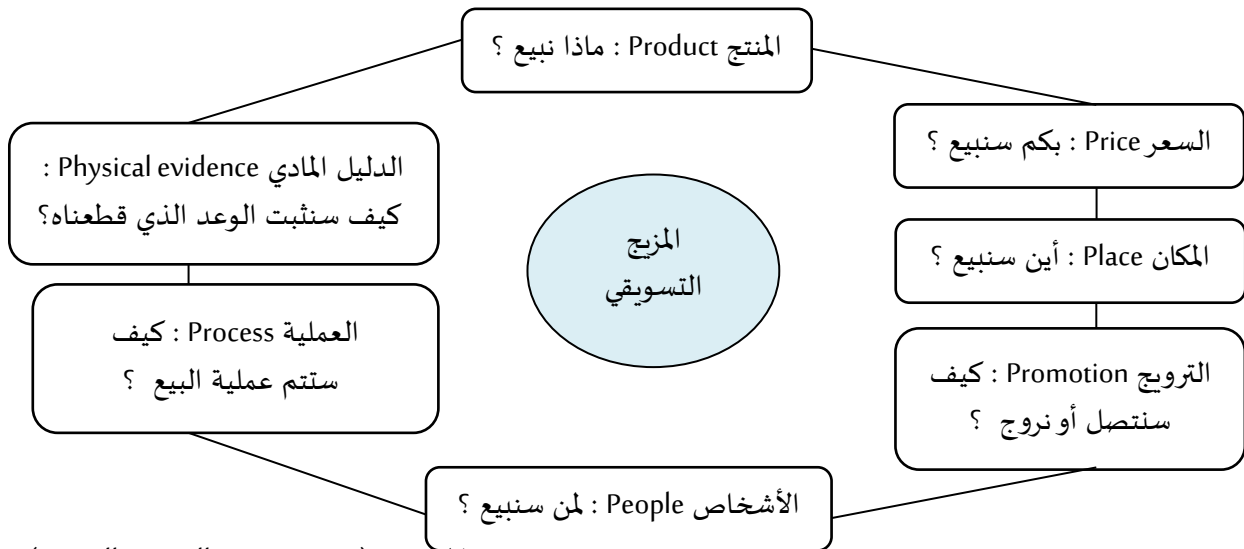 المنتج Product : ماذا نبيع ؟
السعر Price : بكم سنبيع ؟
المكان Place : أين سنبيع ؟
الترويج Promotion : كيف
سنتصل أو نروج ؟
الأشخاص People : لمن سنبيع ؟
العملية Process : كيف
ستتم عملية البيع ؟
الدليل المادي Physical evidence :
كيف سنثبت الوعد الذي قطعناه؟
المزيج
التسويقي